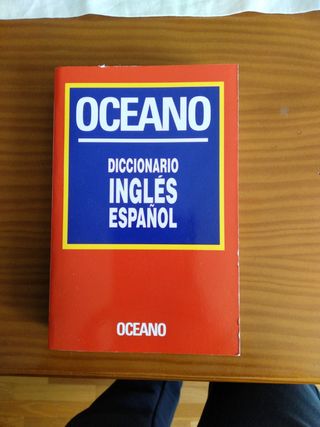 OCEANO
DICCIONARIO
INGLÉS
ESPAÑOL
OCEANO